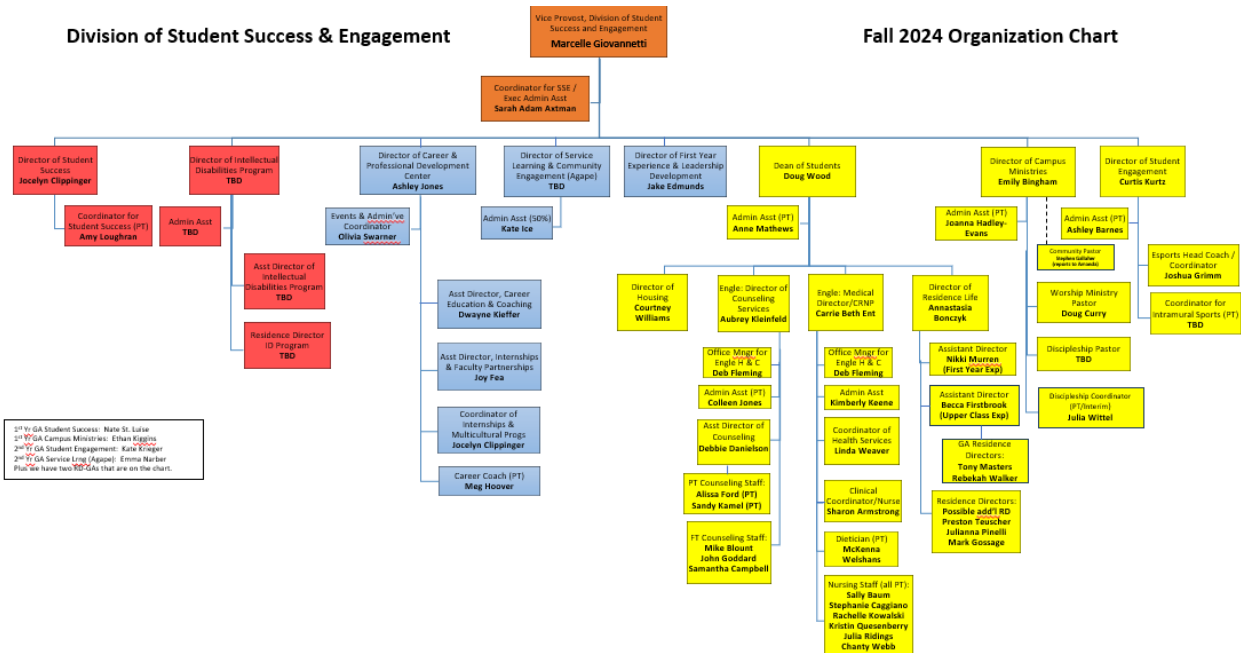 Division of Student Success & Engagement
Vice Provost, Division of Student
Success and Engagement
Marcelle Giovannetti
Fall 2024 Organization Chart
Coordinator for SSE /
Exec Admin Asst
Sarah Adam Axtman
Director of Student
Success
Jocelyn Clippinger
Director of Intellectual
Disabilities Program
TBD
Director of Career &
Professional Development
Center
Ashley Jones
Director of Service
Learning & Community
Engagement (Agape)
TBD
Director of First Year
Experience & Leadership
Development
Jake Edmunds
Dean of Students
Doug Wood
Director of Campus
Ministries
Emily Bingham
Director of Student
Engagement
Curtis Kurtz
Coordinator for
Student Success (PT)
Amy Loughran
Admin Asst
TBD
Asst Director of
Intellectual
Disabilities Program
TBD
Residence Director
ID Program
TBD
Events & Admin've
Coordinator
Olivia Swarner
Asst Director, Career
Education & Coaching
Dwayne Kieffer
Asst Director, Internships
& Faculty Partnerships
Joy Fea
Coordinator of
Internships &
Multicultural Progs
Jocelyn Clippinger
Career Coach (PT)
Meg Hoover
Admin Asst (50%)
Kate Ice
Admin Asst (PT)
Anne Mathews
Director of
Housing
Courtney
Williams
Engle: Director of
Counseling
Services
Aubrey Kleinfeld
Office Mngr for
Engle H & C
Deb Fleming
Admin Asst (PT)
Colleen Jones
Asst Director of
Counseling
Debbie Danielson
PT Counseling Staff:
Alissa Ford (PT)
Sandy Kamel (PT)
FT Counseling Staff:
Mike Blount
John Goddard
Samantha Campbell
Engle: Medical
Director/CRNP
Carrie Beth Ent
Office Mngr for
Engle H & C
Deb Fleming
Admin Asst
Kimberly Keene
Coordinator of
Health Services
Linda Weaver
Clinical
Coordinator/Nurse
Sharon Armstrong
Dietician (PT)
McKenna
Welshans
Nursing Staff (all PT):
Sally Baum
Stephanie Caggiano
Rachelle Kowalski
Kristin Quesenberry
Julia Ridings
Chanty Webb
Director of
Residence Life
Annastasia
Bonczyk
Assistant Director
Nikki Murren
(First Year Exp)
Assistant Director
Becca Firstbrook
(Upper Class Exp)
GA Residence
Directors:
Tony Masters
Rebekah Walker
Residence Directors:
Possible add'l RD
Preston Teuscher
Julianna Pinelli
Mark Gossage
Admin Asst (PT)
Joanna Hadley-
Evans
Community Pastor
Stephen Gallaher
(reports to Amanda)
Worship Ministry
Pastor
Doug Curry
Discipleship Pastor
TBD
Discipleship Coordinator
(PT/Interim)
Julia Wittel
Admin Asst (PT)
Ashley Barnes
Esports Head Coach /
Coordinator
Joshua Grimm
Coordinator for
Intramural Sports (PT)
TBD
1st Yr GA Student Success: Nate St. Luise
1st Yr GA Campus Ministries: Ethan Kiggins
2nd Yr GA Student Engagement: Kate Krieger
2nd Yr GA Service Lrng (Agape): Emma Narber
Plus we have two RD-GAs that are on the chart.